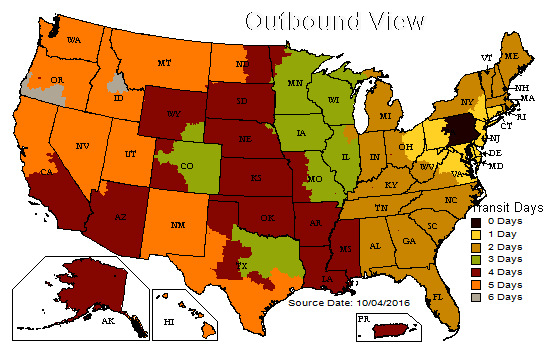 Outbound View
WA
MT
ND
MN
VT
ME
OR
ID
SD
WI
NY
NH
MA
WY
MI
RI
CT
IA
NE
NV
UT
CO
IL
IN
OH
NJ
DE
MD
CA
KS
MO
WV
VA
KY
AZ
NM
OK
AR
TN
NC
SC
TX
LA
MS
AL
GA
FL
AK
HI
PR
Transit Days
0 Days
1 Day
2 Days
3 Days
4 Days
5 Days
6 Days
Source Date: 10/04/2016